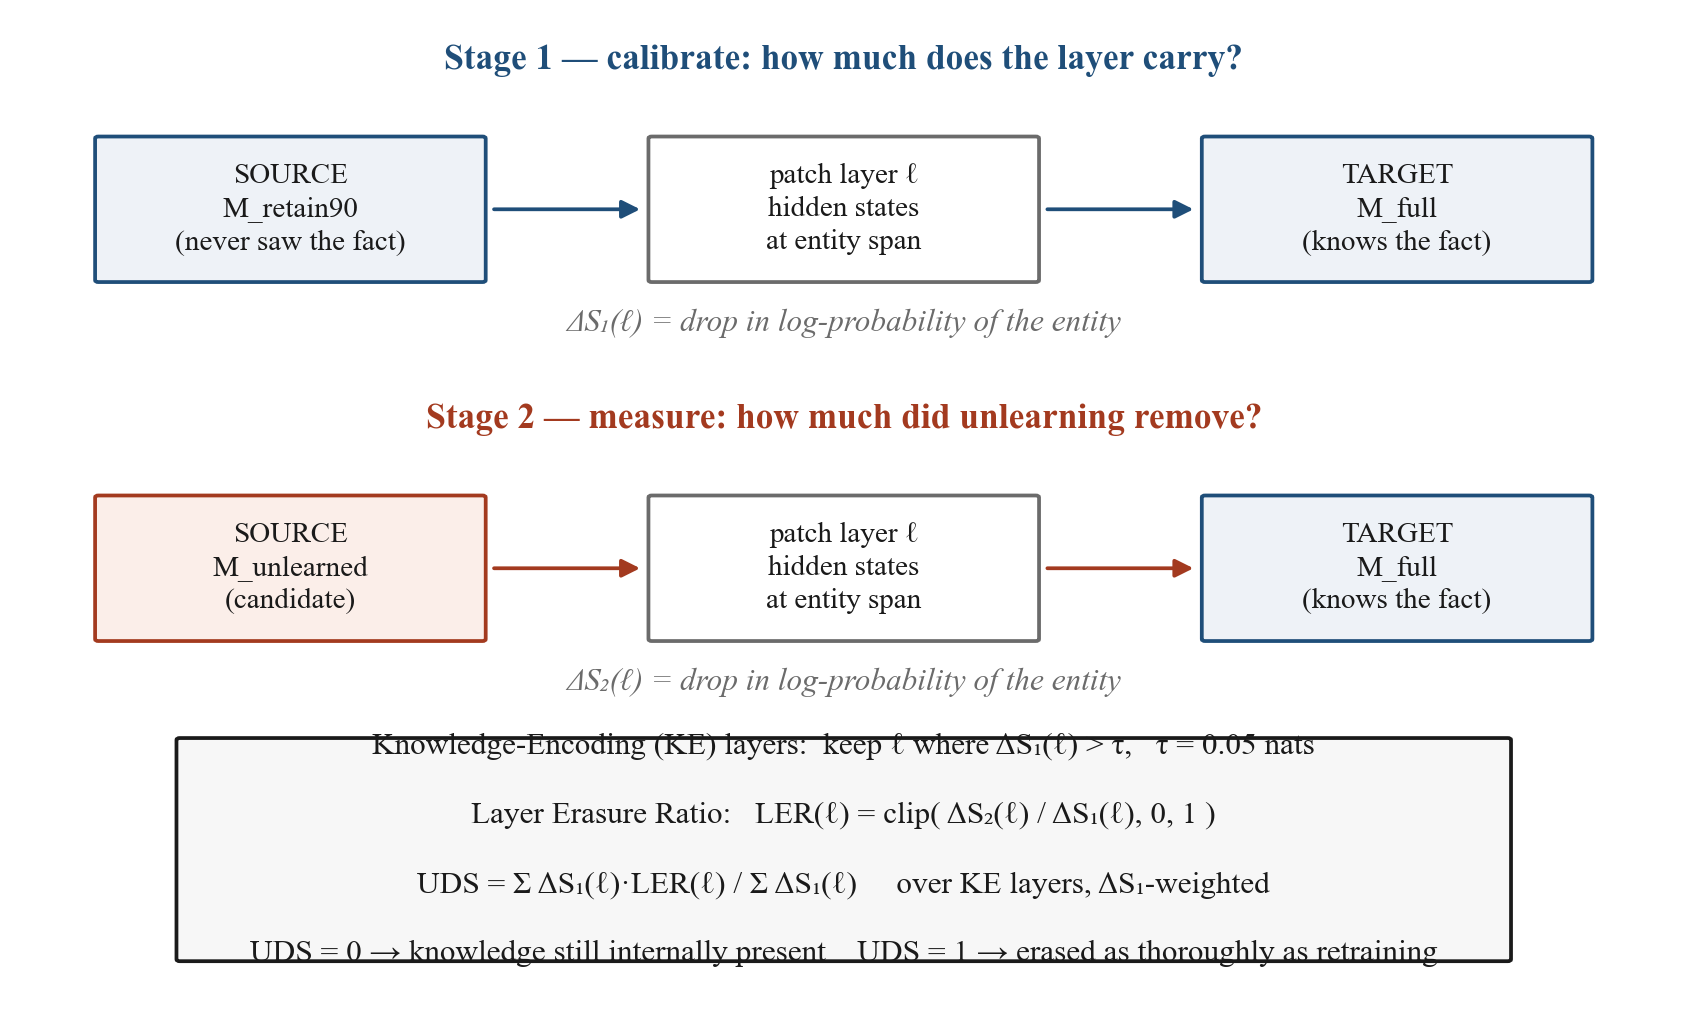 Stage 1 — calibrate: how much does the layer carry?
SOURCE
M_retain90
(never saw the fact)
patch layer ℓ
hidden states
at entity span
TARGET
M_full
(knows the fact)
ΔS₁(ℓ) = drop in log-probability of the entity
Stage 2 — measure: how much did unlearning remove?
SOURCE
M_unlearned
(candidate)
patch layer ℓ
hidden states
at entity span
TARGET
M_full
(knows the fact)
ΔS₂(ℓ) = drop in log-probability of the entity
Knowledge-Encoding (KE) layers:  keep ℓ where ΔS₁(ℓ) > τ,   τ = 0.05 nats
Layer Erasure Ratio:   LER(ℓ) = clip( ΔS₂(ℓ) / ΔS₁(ℓ), 0, 1 )
UDS = Σ ΔS₁(ℓ)·LER(ℓ) / Σ ΔS₁(ℓ)     over KE layers, ΔS₁-weighted
UDS = 0 → knowledge still internally present    UDS = 1 → erased as thoroughly as retraining